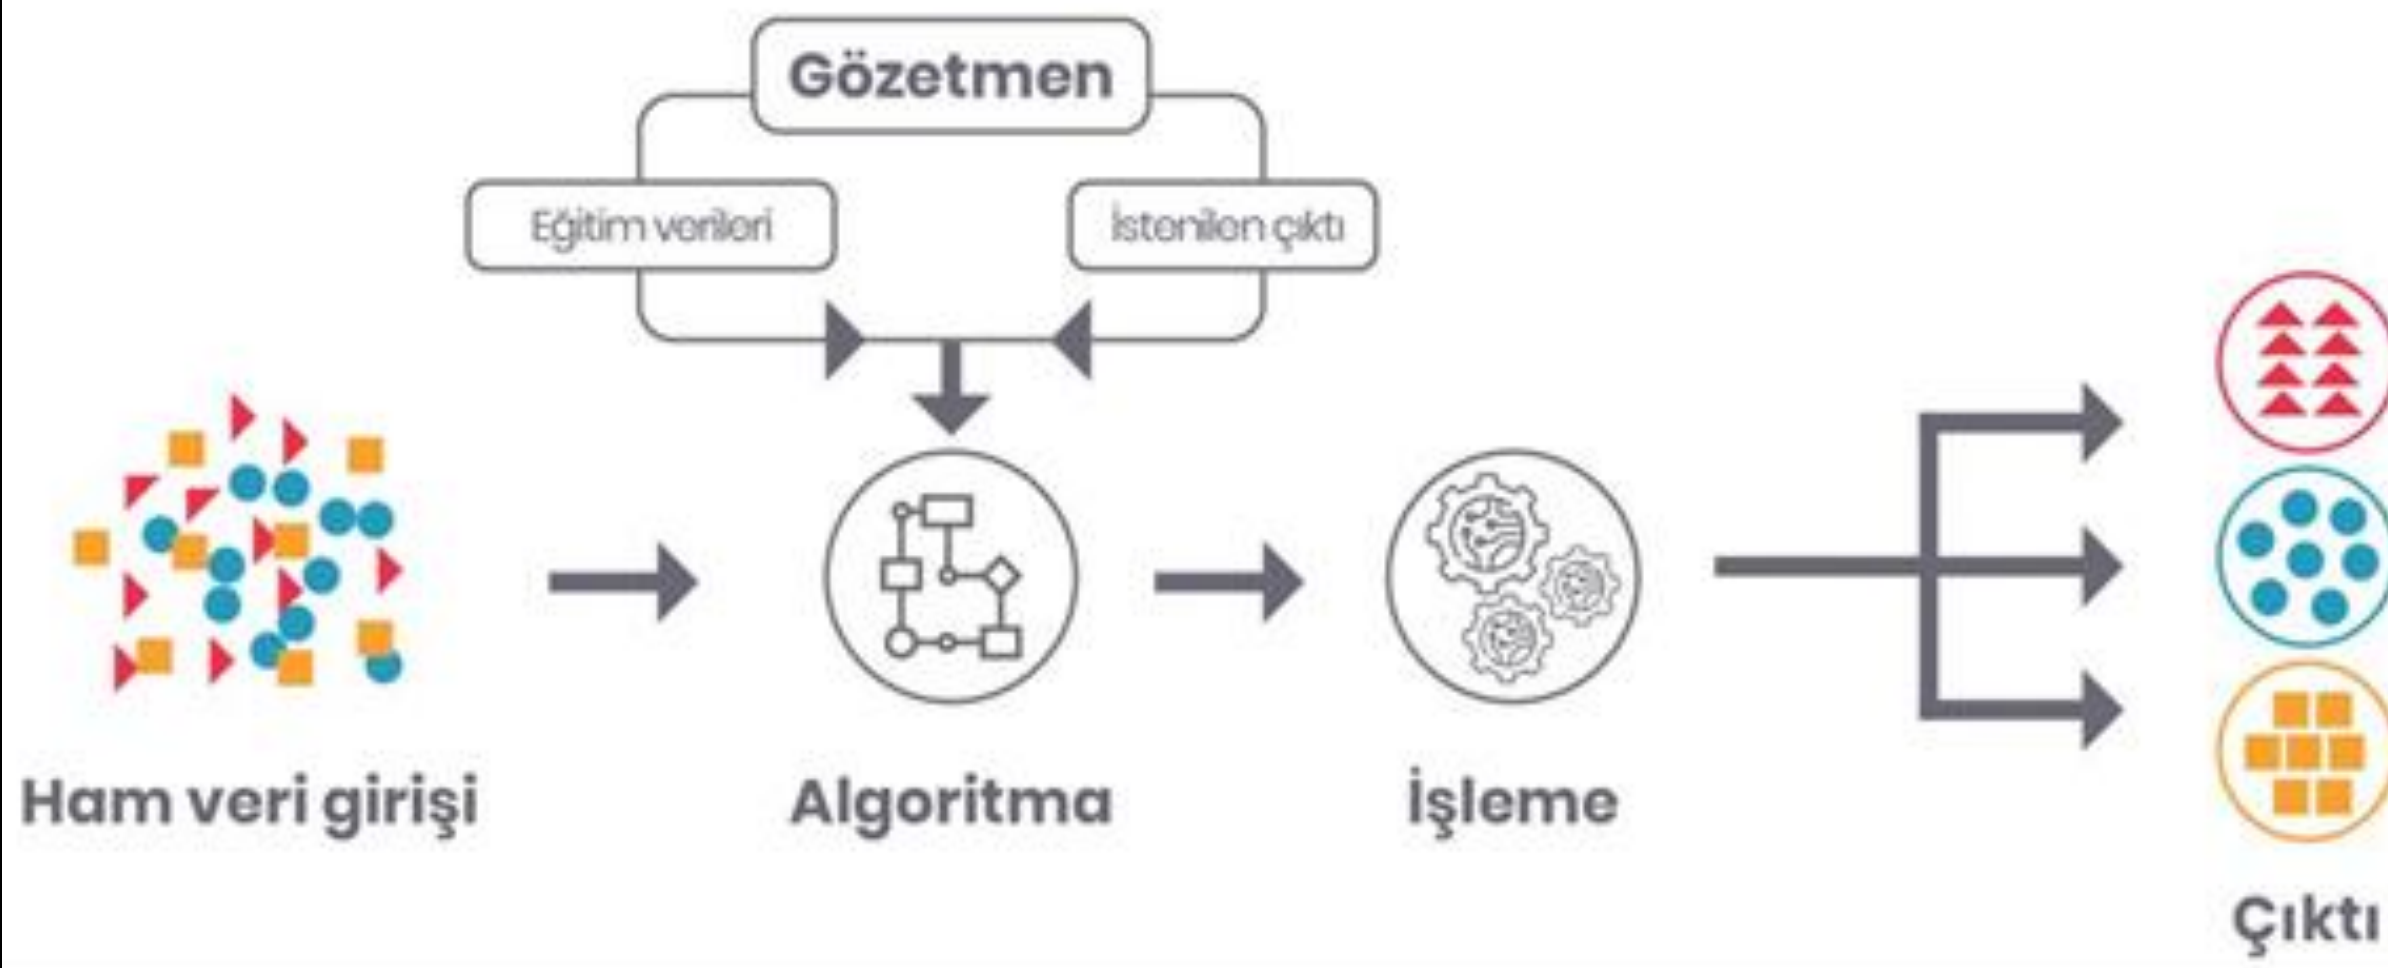 Gözetmen
Eğitim verileri
İstenilen çıktı
Ham veri girişi
Algoritma
İşleme
Çıktı